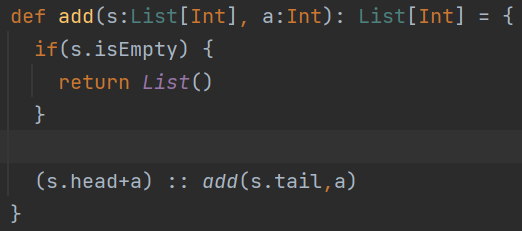 def add(s:List[Int], a:Int): List[Int] = {
  if(s.isEmpty) {
    return List()
  }

  (s.head+a) :: add(s.tail,a)
}